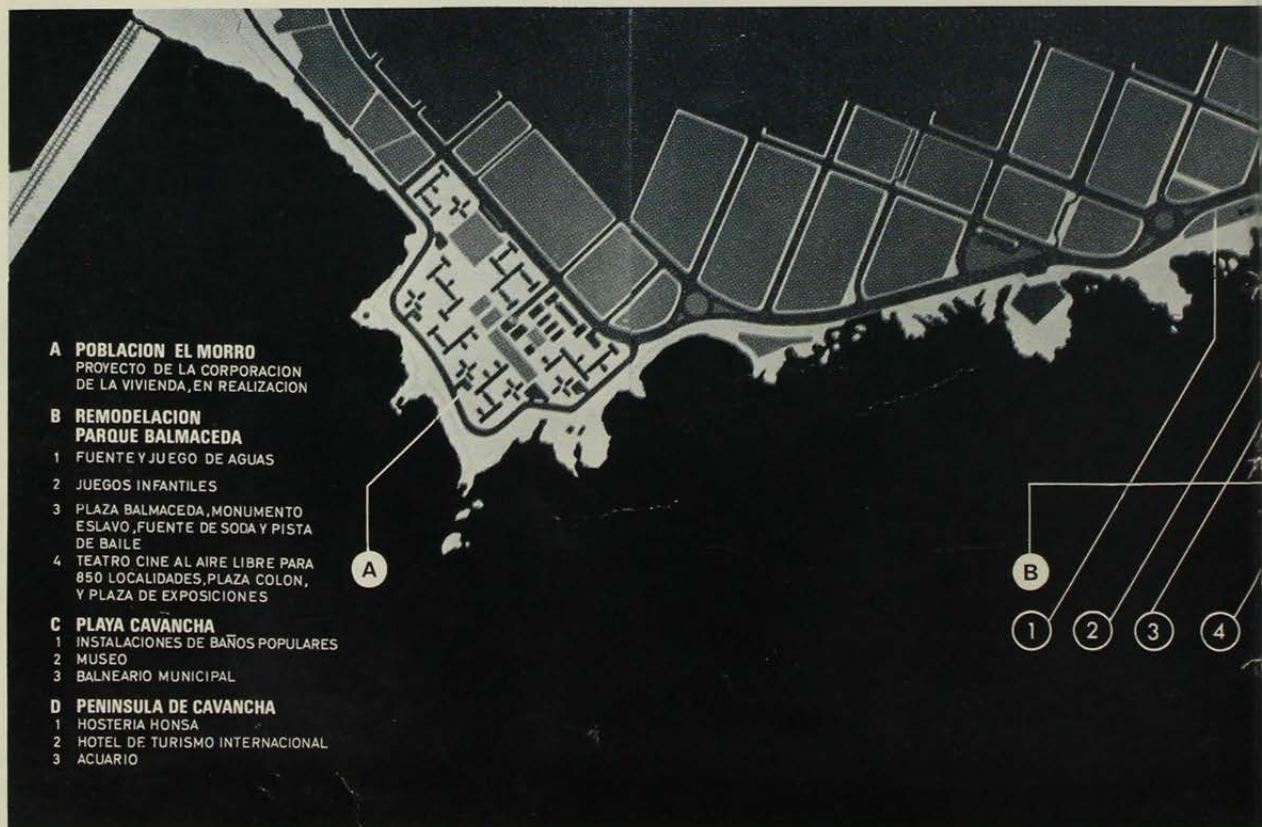 A POBLACION EL MORRO
PROYECTO DE LA CORPORACION
DE LA VIVIENDA, EN REALIZACION
B REMODELACION
PARQUE BALMACEDA
1 FUENTE Y JUEGO DE AGUAS
2 JUEGOS INFANTILES
3 PLAZA BALMACEDA, MONUMENTO
ESLAVO, FUENTE DE SODA Y PISTA
DE BAILE
4 TEATRO CINE AL AIRE LIBRE PARA
850 LOCALIDADES, PLAZA COLON,
Y PLAZA DE EXPOSICIONES
C PLAYA CAVANCHA
1 INSTALACIONES DE BAÑOS POPULARES
2 MUSEO
3 BALNEARIO MUNICIPAL
D PENINSULA DE CAVANCHA
1 HOSTERIA HONSA
2 HOTEL DE TURISMO INTERNACIONAL
3 ACUARIO
A
B
1 2 3 4